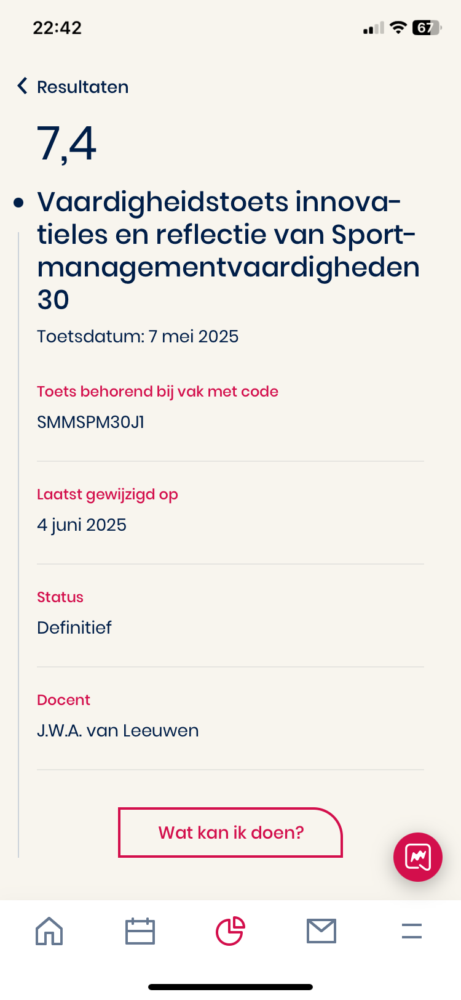 22:42
67
Resultaten
7,4
Vaardigheidstoets innova-
tieles en reflectie van Sport-
managementvaardigheden
30
Toetsdatum: 7 mei 2025
Toets behorend bij vak met code
SMMSPM30J1
Laatst gewijzigd op
4 juni 2025
Status
Definitief
Docent
J.W.A. van Leeuwen
Wat kan ik doen?